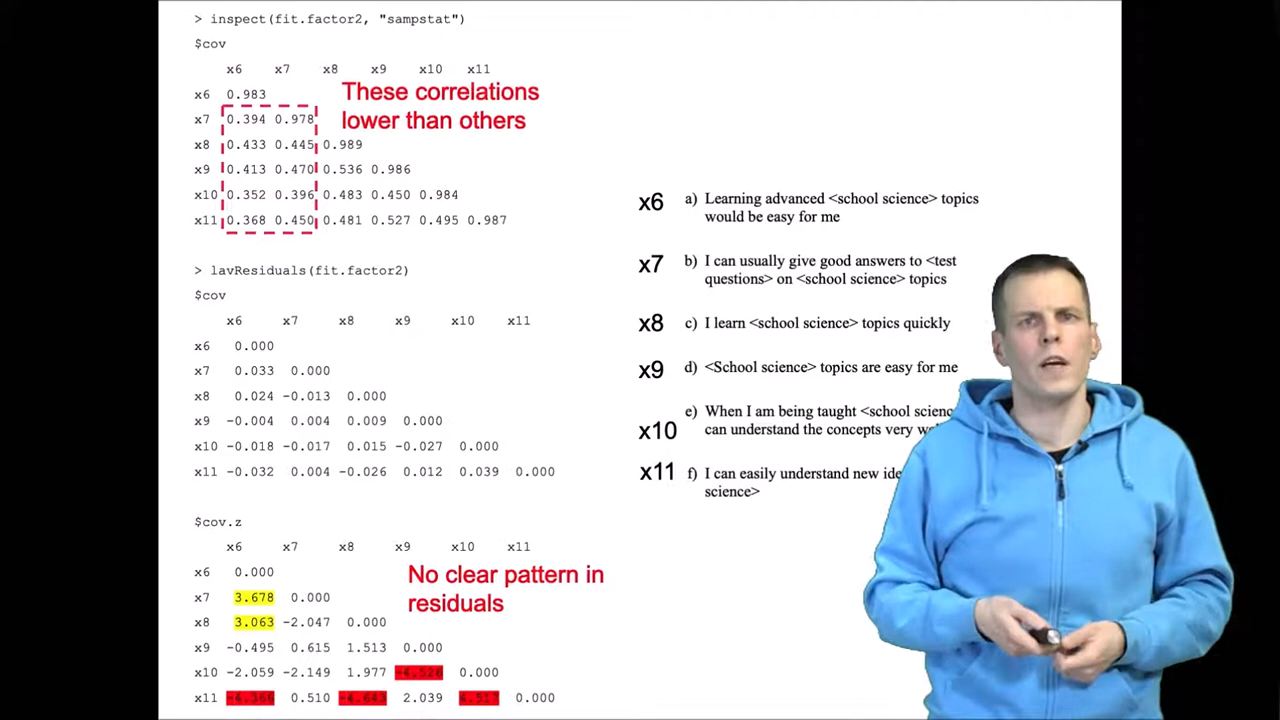 > inspect(fit.factor2, "sampstat")
$cov
x6 x7 x8 x9 x10 x11
x6 0.983
x7 0.394 0.978
x8 0.433 0.445 0.989
x9 0.413 0.470 0.536 0.986
x10 0.352 0.396 0.483 0.450 0.984
x11 0.368 0.450 0.481 0.527 0.495 0.987
These correlations
lower than others
> lavResiduals(fit.factor2)
$cov
x6 x7 x8 x9 x10 x11
x6 0.000
x7 0.033 0.000
x8 0.024 -0.013 0.000
x9 -0.004 0.004 0.009 0.000
x10 -0.018 -0.017 0.015 -0.027 0.000
x11 -0.032 0.004 -0.026 0.012 0.039 0.000
$cov.z
x6 x7 x8 x9 x10 x11
x6 0.000
x7 3.678 0.000
x8 3.063 -2.047 0.000
x9 -0.495 0.615 1.513 0.000
x10 -2.059 -2.149 1.977 -4.526 0.000
x11 -4.366 0.510 -4.643 2.039 4.517 0.000
No clear pattern in
residuals
x6 a) Learning advanced <school science> topics
would be easy for me
x7 b) I can usually give good answers to <test
questions> on <school science> topics
x8 c) I learn <school science> topics quickly
x9 d) <School science> topics are easy for me
e) When I am being taught <school
x10 can understand the concepts very
x11 f) I can easily understand new
science>